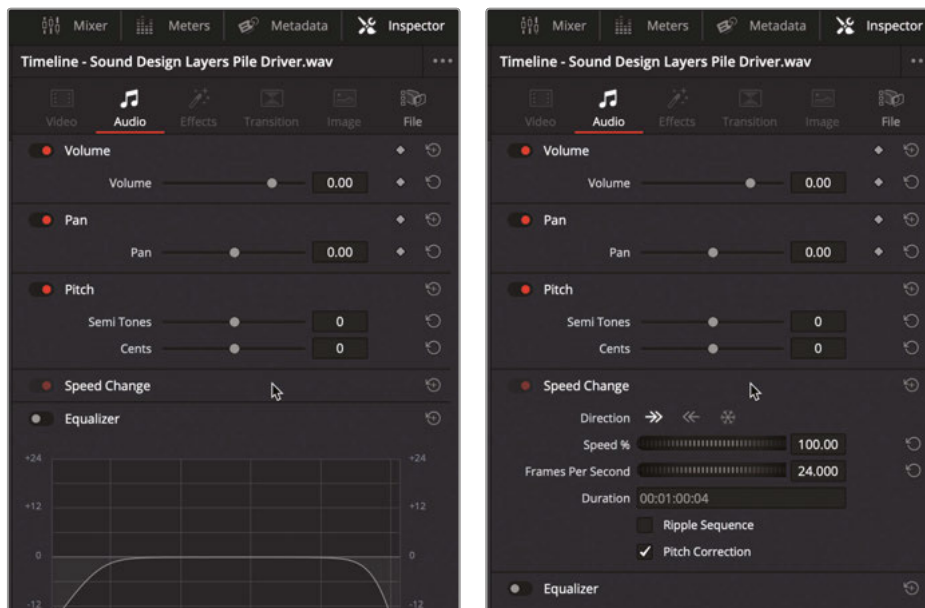 Mixer Meters Metadata Inspector
Timeline - Sound Design Layers Pile Driver.wav
Video Audio Effects Transition Image File
Volume
Volume 0.00
Pan
Pan 0.00
Pitch
Semi Tones 0
Cents 0
Speed Change
Equalizer
+24 +24
+12 +12
0 0
-12 -12
Mixer Meters Metadata Inspector
Timeline - Sound Design Layers Pile Driver.wav
Video Audio Effects Transition Image File
Volume
Volume 0.00
Pan
Pan 0.00
Pitch
Semi Tones 0
Cents 0
Speed Change
Direction
Speed % 100.00
Frames Per Second 24.000
Duration 00:01:00:04
Ripple Sequence
Pitch Correction
Equalizer